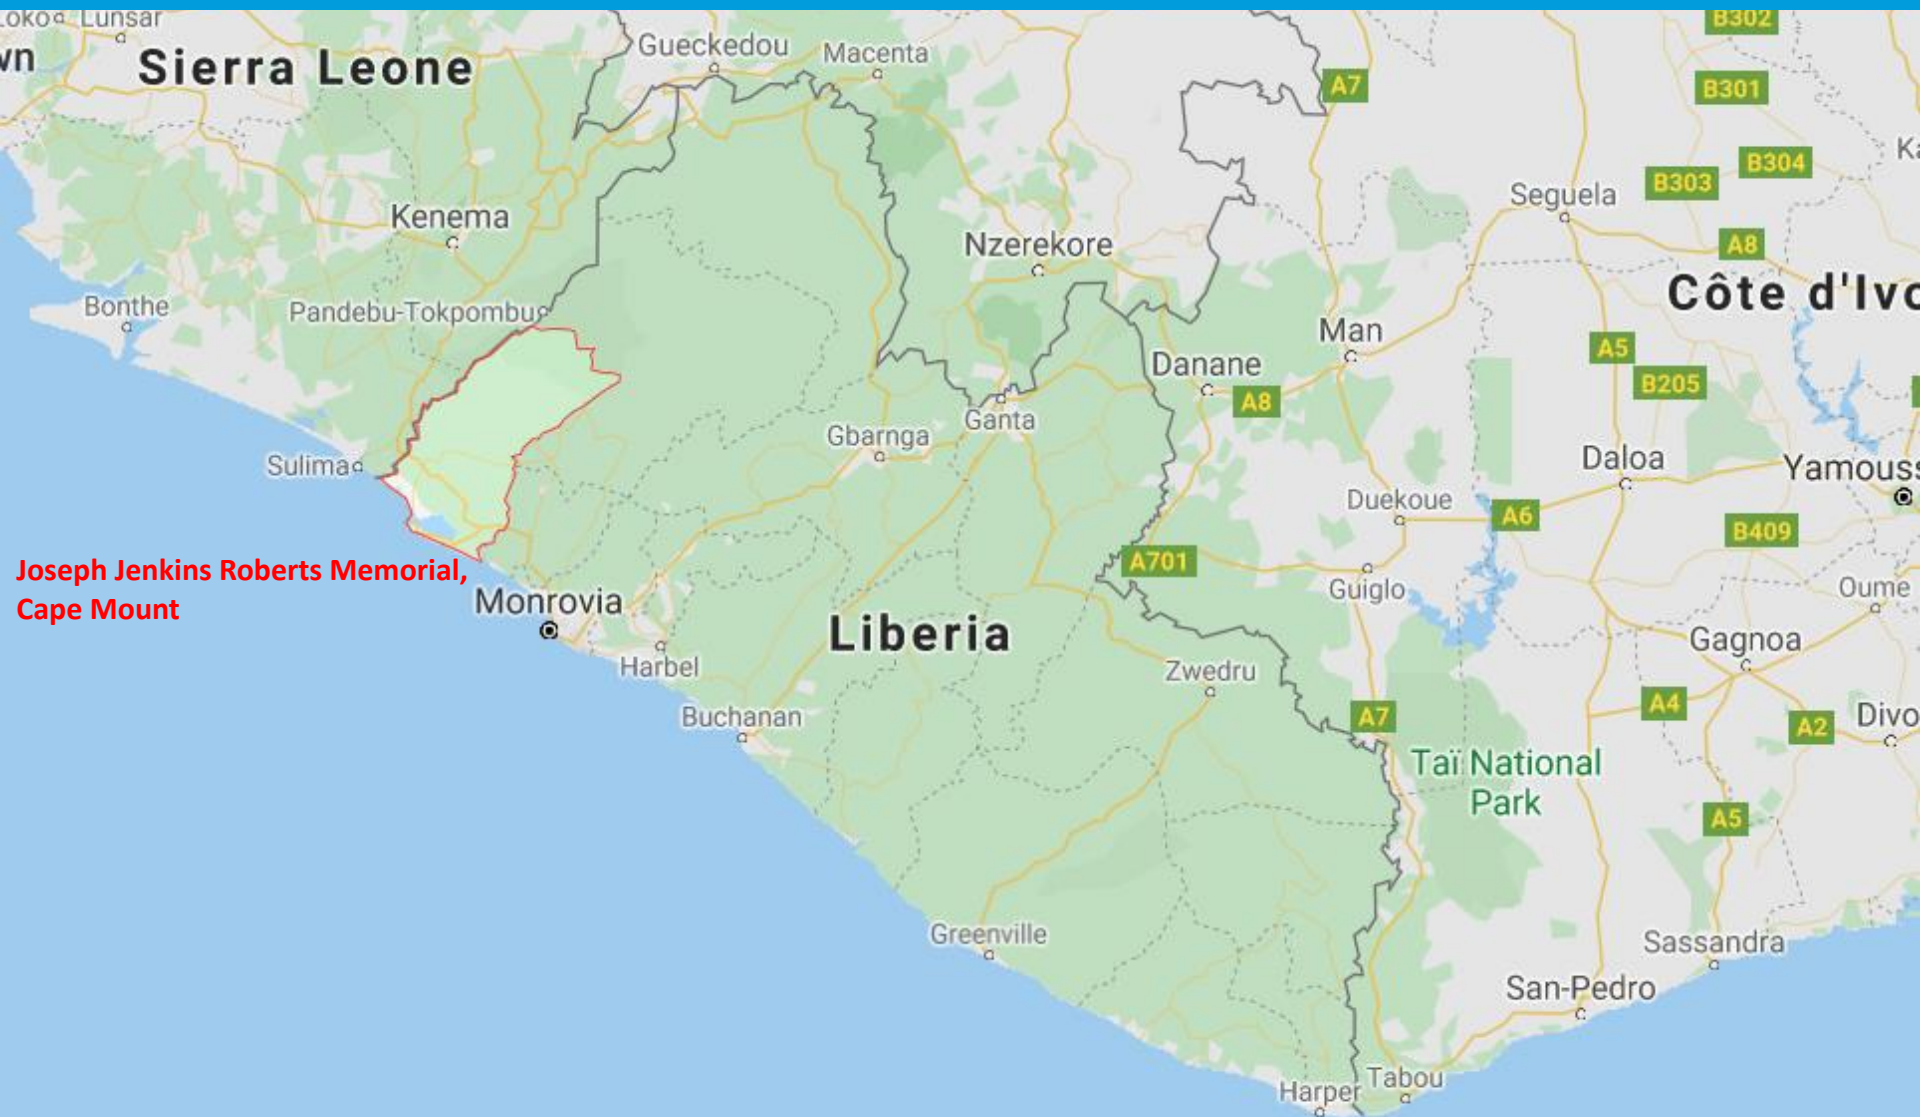 Loko
Lunsar
wn
Sierra Leone
Gueckedou
Macenta
A7
B302
B301
B304
B303
Ka
Seguela
Kenema
Nzerekore
A8
Côte d'Ivo
Bonthe
Pandebu-Tokpombu
Man
A5
Danane
B205
A8
Ganta
Gbarnga
Sulima
Daloa
Yamouss
Duekoue
A6
B409
A701
Joseph Jenkins Roberts Memorial,
Cape Mount
Monrovia
Guiglo
Oume
Liberia
Gagnoa
Harbel
Zwedru
Buchanan
A7
A4
A2
Divo
Taï National
Park
A5
Greenville
Sassandra
San-Pedro
Harper
Tabou